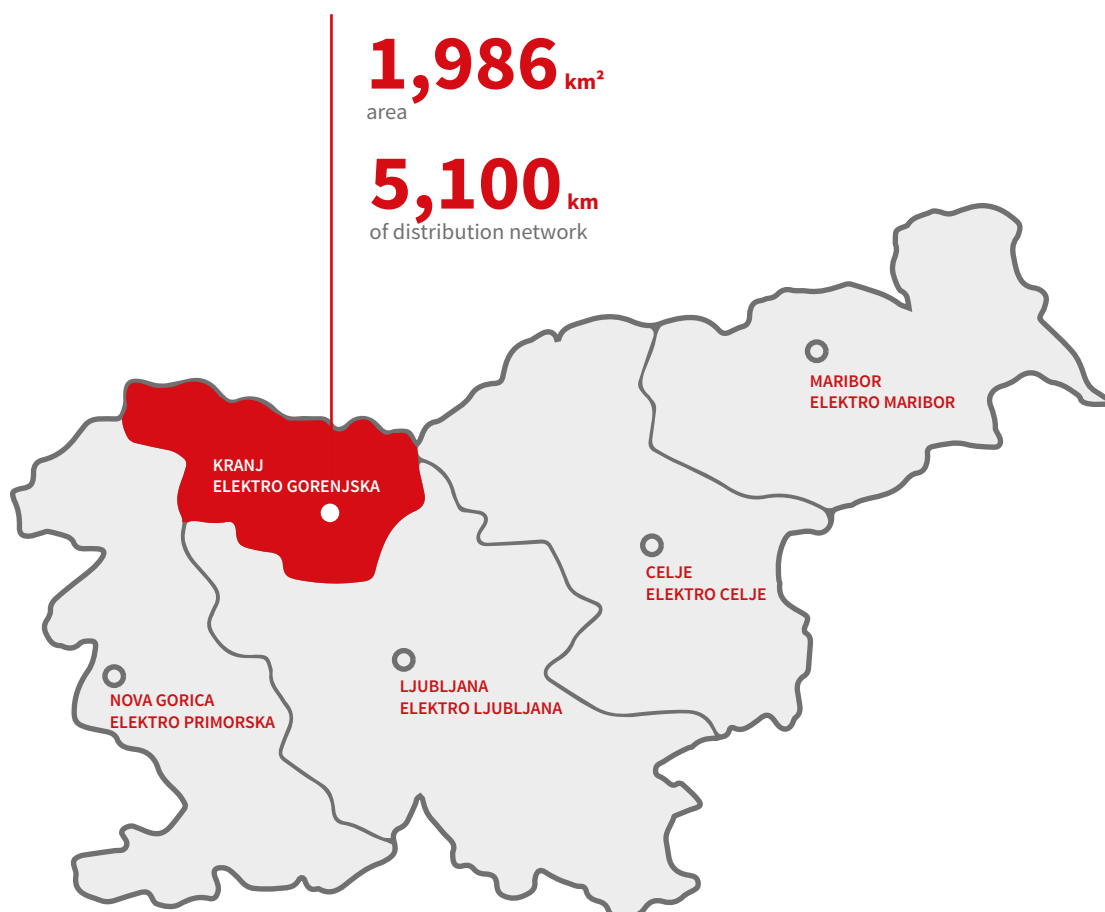 1,986 km²
area
5,100 km
of distribution network
MARIBOR
ELEKTRO MARIBOR
KRANJ
ELEKTRO GORENJSKA
CELJE
ELEKTRO CELJE
LJUBLJANA
ELEKTRO LJUBLJANA
NOVA GORICA
ELEKTRO PRIMORSKA